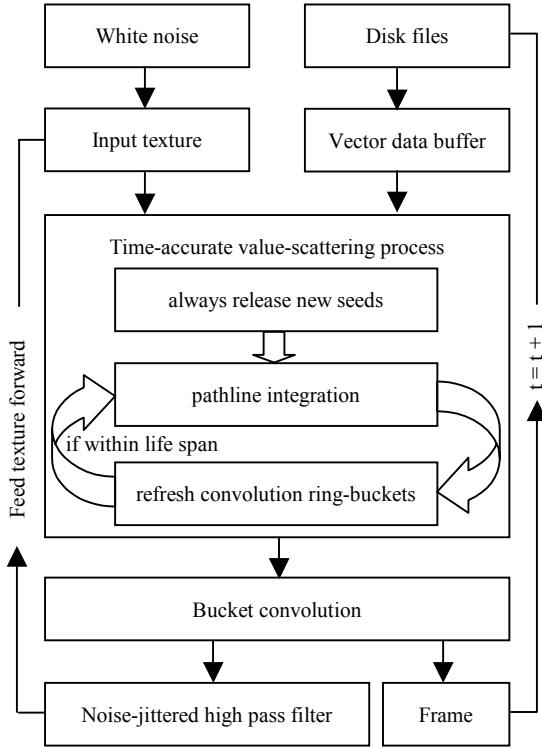 White noise
Disk files
Input texture
Vector data buffer
Time-accurate value-scattering process
always release new seeds
pathline integration
if within life span
refresh convolution ring-buckets
Feed texture forward
t = t + 1
Bucket convolution
Noise-jittered high pass filter
Frame